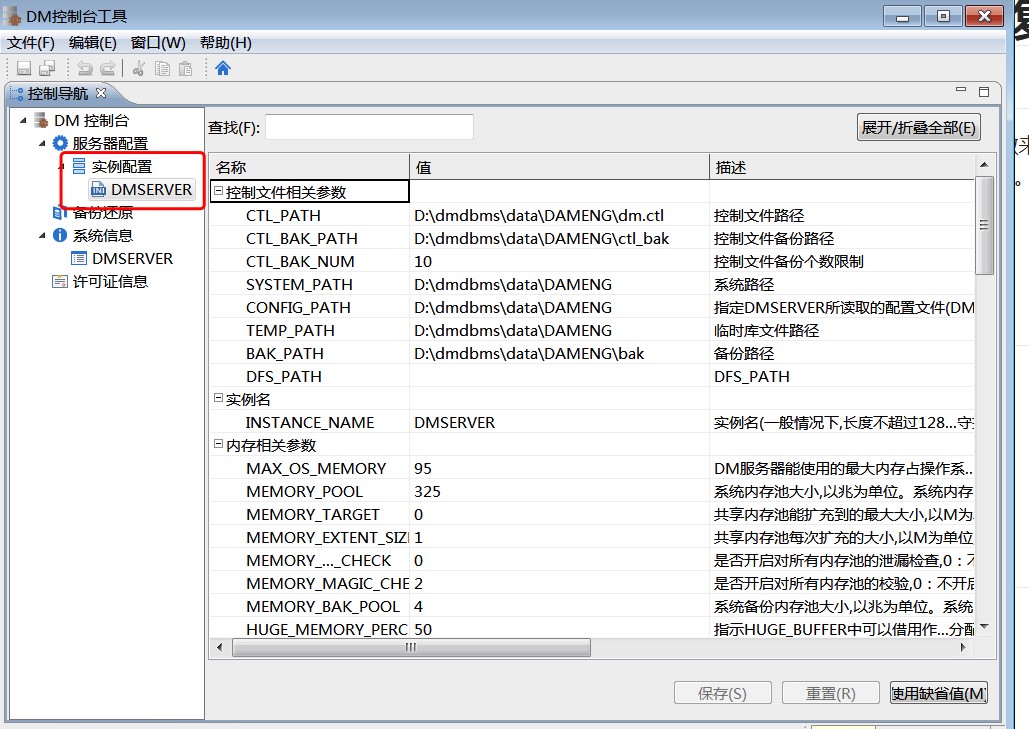 DM控制台工具
文件(F) 编辑(E) 窗口(W) 帮助(H)
控制导航
DM 控制台
服务器配置
实例配置
DMSERVER
备份还原
系统信息
DMSERVER
许可证信息
查找(F):
展开/折叠全部(E)
名称 值 描述
控制文件相关参数
CTL_PATH D:\dmdbms\data\DAMENG\dm.ctl 控制文件路径
CTL_BAK_PATH D:\dmdbms\data\DAMENG\ctl_bak 控制文件备份路径
CTL_BAK_NUM 10 控制文件备份个数限制
SYSTEM_PATH D:\dmdbms\data\DAMENG 系统路径
CONFIG_PATH D:\dmdbms\data\DAMENG 指定DMSERVER所读取的配置文件(DM
TEMP_PATH D:\dmdbms\data\DAMENG 临时库文件路径
BAK_PATH D:\dmdbms\data\DAMENG\bak 备份路径
DFS_PATH DFS_PATH
实例名
INSTANCE_NAME DMSERVER 实例名(一般情况下,长度不超过128...守
内存相关参数
MAX_OS_MEMORY 95 DM服务器能使用的最大内存占操作系...
MEMORY_POOL 325 系统内存池大小,以兆为单位。系统内存
MEMORY_TARGET 0 共享内存池能扩充到的最大大小,以M为
MEMORY_EXTENT_SIZ 1 共享内存池每次扩充的大小,以M为单位
MEMORY_..._CHECK 0 是否开启对所有内存池的泄漏检查,0：不
MEMORY_MAGIC_CHE 2 是否开启对所有内存池的校验,0：不开启
MEMORY_BAK_POOL 4 系统备份内存池大小,以兆为单位。系统
HUGE_MEMORY_PERC 50 指示HUGE_BUFFER中可以借用作...分配
保存(S) 重置(R) 使用缺省值(M)